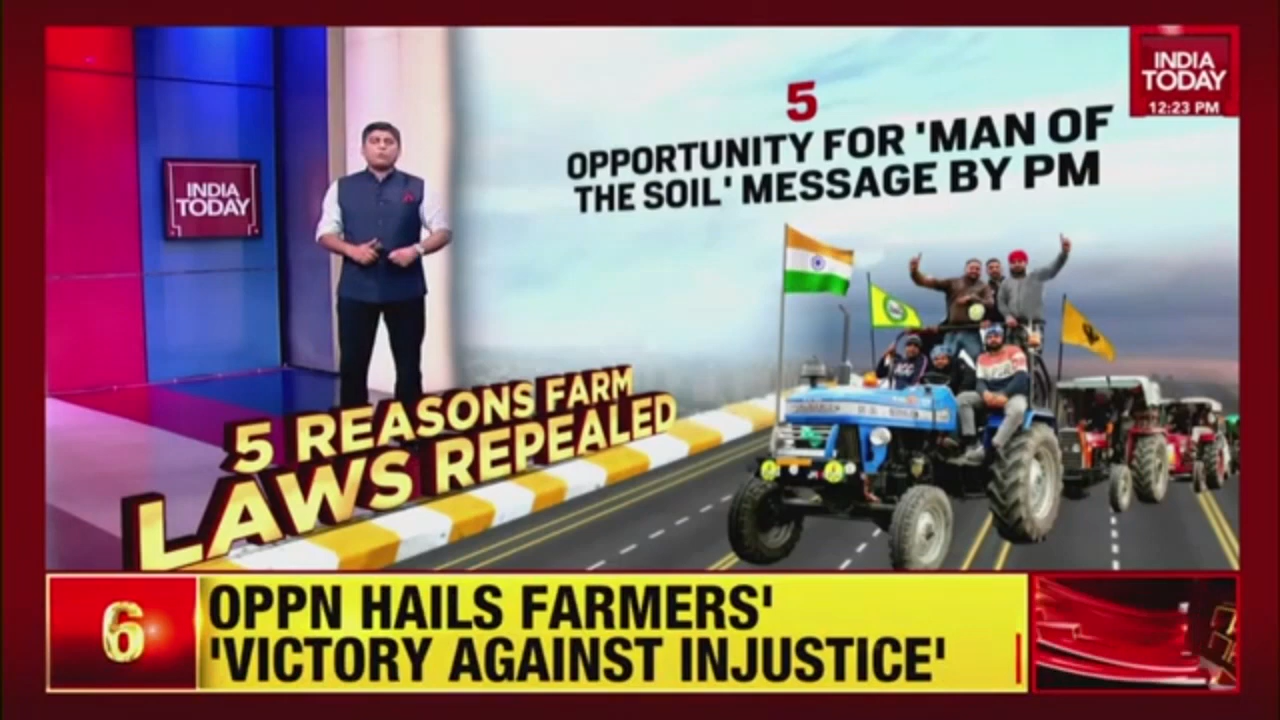 INDIA
TODAY
12:23 PM
5
OPPORTUNITY FOR 'MAN OF
THE SOIL' MESSAGE BY PM
INDIA
TODAY
5 REASONS FARM
LAWS REPEALED
6
OPPN HAILS FARMERS'
'VICTORY AGAINST INJUSTICE'